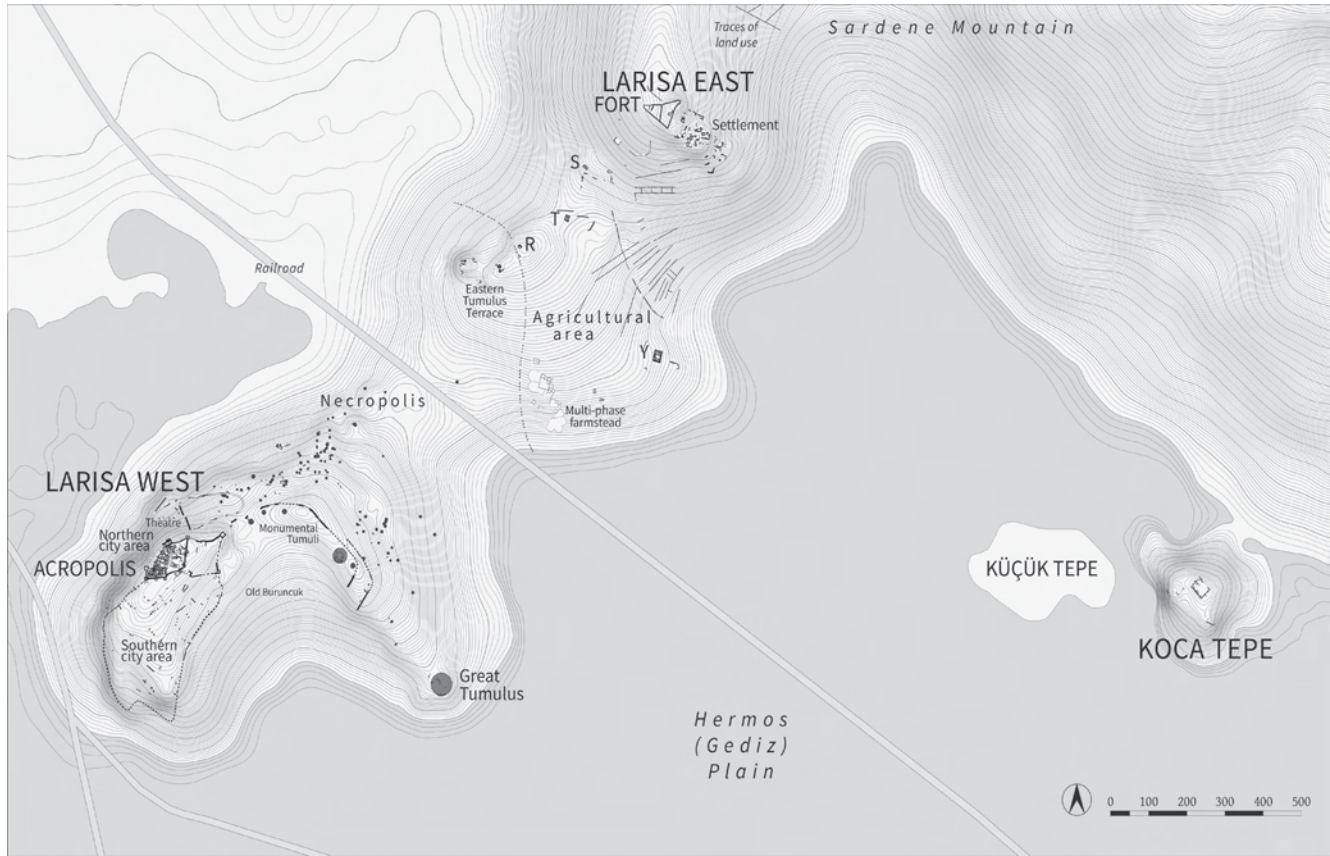 Traces of
land use
Sardene Mountain
LARISA EAST
FORT
Settlement
S
T
R
Railroad
Eastern
Tumulus
Terrace
Agricultural
area
Y
Necropolis
Multi-phase
farmstead
LARISA WEST
Theatre
Northern
city area
Monumental
Tumuli
ACROPOLIS
KÜÇÜK TEPE
Old Buruncuk
Southern
city area
KOCA TEPE
Great
Tumulus
Hermos
(Gediz)
Plain
0 100 200 300 400 500